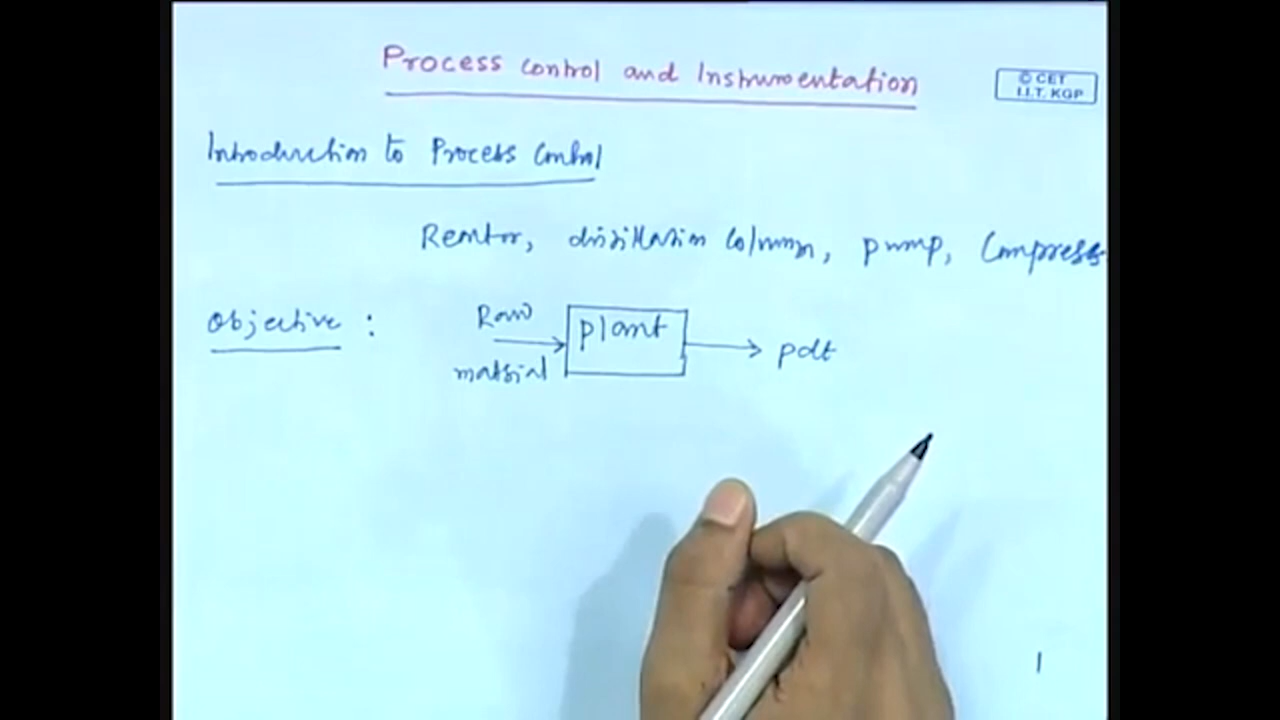 Process control and Instrumentation
© CET
I.I.T. KGP
Introduction to Process Control
Reactor, distillation column, pump, Compress
Objective :
Raw
material
plant
pdt
1